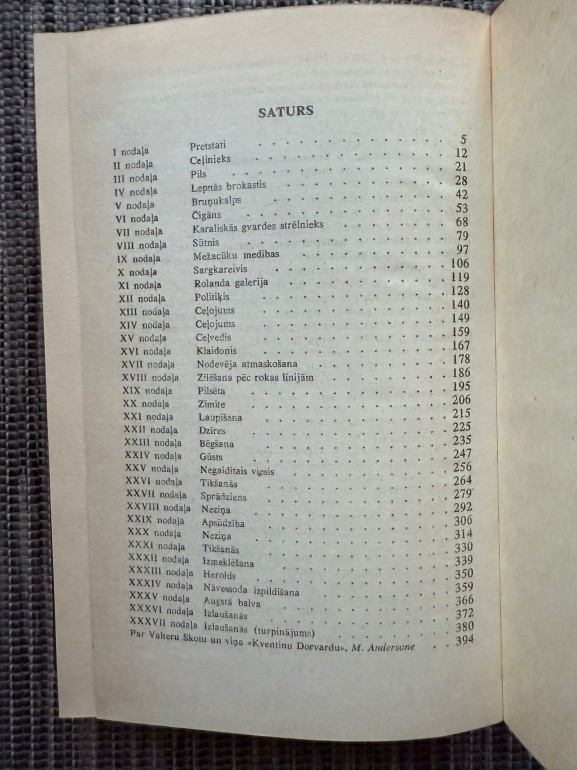 SATURS
I nodaļa Pretstati 5
II nodaļa Ceļinieks 12
III nodaļa Pils 21
IV nodaļa Lepnās brokastis 28
V nodaļa Bruņukalps 42
VI nodaļa Čigāns 53
VII nodaļa Karaliskās gvardes strēlnieks 68
VIII nodaļa Sūtnis 79
IX nodaļa Mežacūku medības 97
X nodaļa Sargkareivis 106
XI nodaļa Rolanda galerija 119
XII nodaļa Politiķis 128
XIII nodaļa Ceļojums 140
XIV nodaļa Ceļojums 149
XV nodaļa Ceļvedis 159
XVI nodaļa Klaidonis 167
XVII nodaļa Nodevēja atmaskošana 178
XVIII nodaļa Zīlēšana pēc rokas līnijām 186
XIX nodaļa Pilsēta 195
XX nodaļa Zīmīte 206
XXI nodaļa Laupīšana 215
XXII nodaļa Dzīres 225
XXIII nodaļa Bēgšana 235
XXIV nodaļa Gūsts 247
XXV nodaļa Negaidītais viesis 256
XXVI nodaļa Tikšanās 264
XXVII nodaļa Sprādziens 279
XXVIII nodaļa Neziņa 292
XXIX nodaļa Apsūdzība 306
XXX nodaļa Neziņa 314
XXXI nodaļa Tikšanās 330
XXXII nodaļa Izmeklēšana 339
XXXIII nodaļa Herolds 350
XXXIV nodaļa Nāvessoda izpildīšana 359
XXXV nodaļa Augstā balva 366
XXXVI nodaļa Izlaušanās 372
XXXVII nodaļa Izlaušanās (turpinājums) 380
Par Valteru Skotu un viņa «Kventinu Dorvardu». M. Andersone 394